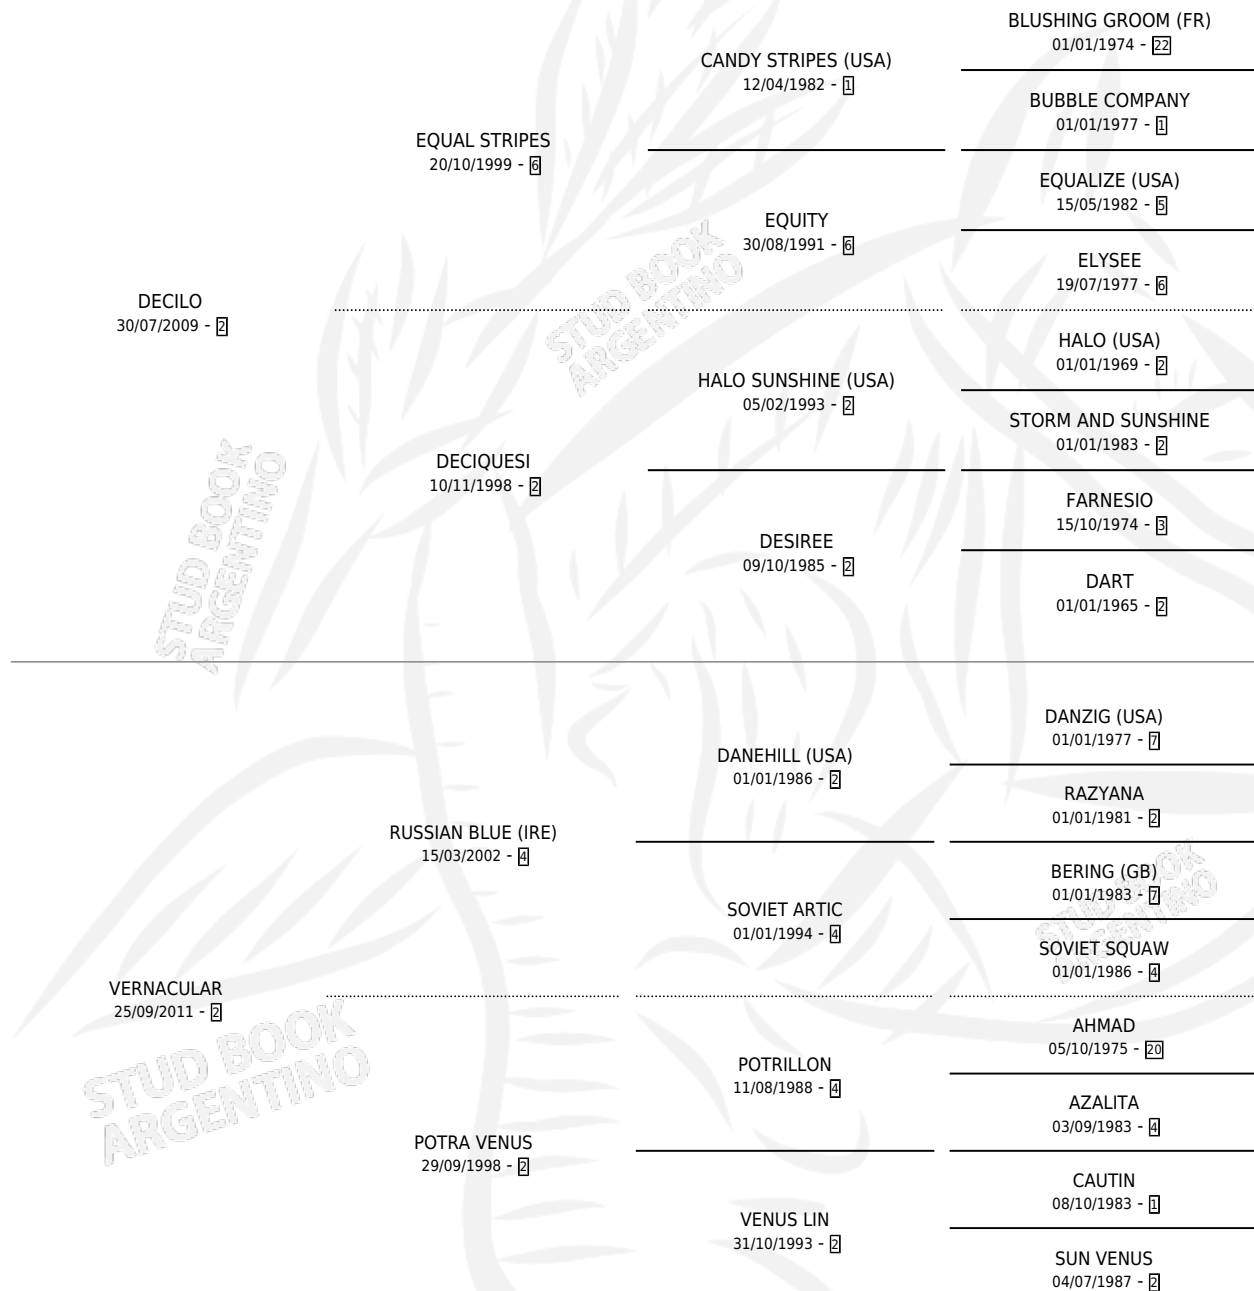 BLUSHING GROOM (FR)
01/01/1974 - 22
CANDY STRIPES (USA)
12/04/1982 - 1
BUBBLE COMPANY
01/01/1977 - 1
EQUAL STRIPES
20/10/1999 - 6
EQUALIZE (USA)
15/05/1982 - 5
EQUITY
30/08/1991 - 6
ELYSEE
19/07/1977 - 6
DECILO
30/07/2009 - 2
HALO (USA)
01/01/1969 - 2
HALO SUNSHINE (USA)
05/02/1993 - 2
STORM AND SUNSHINE
01/01/1983 - 2
DECIQUESI
10/11/1998 - 2
FARNESIO
15/10/1974 - 3
DESIREE
09/10/1985 - 2
DART
01/01/1965 - 2
DANZIG (USA)
01/01/1977 - 7
DANEHILL (USA)
01/01/1986 - 2
RAZYANA
01/01/1981 - 2
RUSSIAN BLUE (IRE)
15/03/2002 - 4
BERING (GB)
01/01/1983 - 7
SOVIET ARTIC
01/01/1994 - 4
SOVIET SQUAW
01/01/1986 - 4
VERNACULAR
25/09/2011 - 2
AHMAD
05/10/1975 - 20
POTRILLON
11/08/1988 - 4
AZALITA
03/09/1983 - 4
POTRA VENUS
29/09/1998 - 2
CAUTIN
08/10/1983 - 1
VENUS LIN
31/10/1993 - 2
SUN VENUS
04/07/1987 - 2
STUD BOOK
ARGENTINO
STUD BOOK
ARGENTINO
STUD BOOK
ARGENTINO
STUD BOOK
ARGENTINO